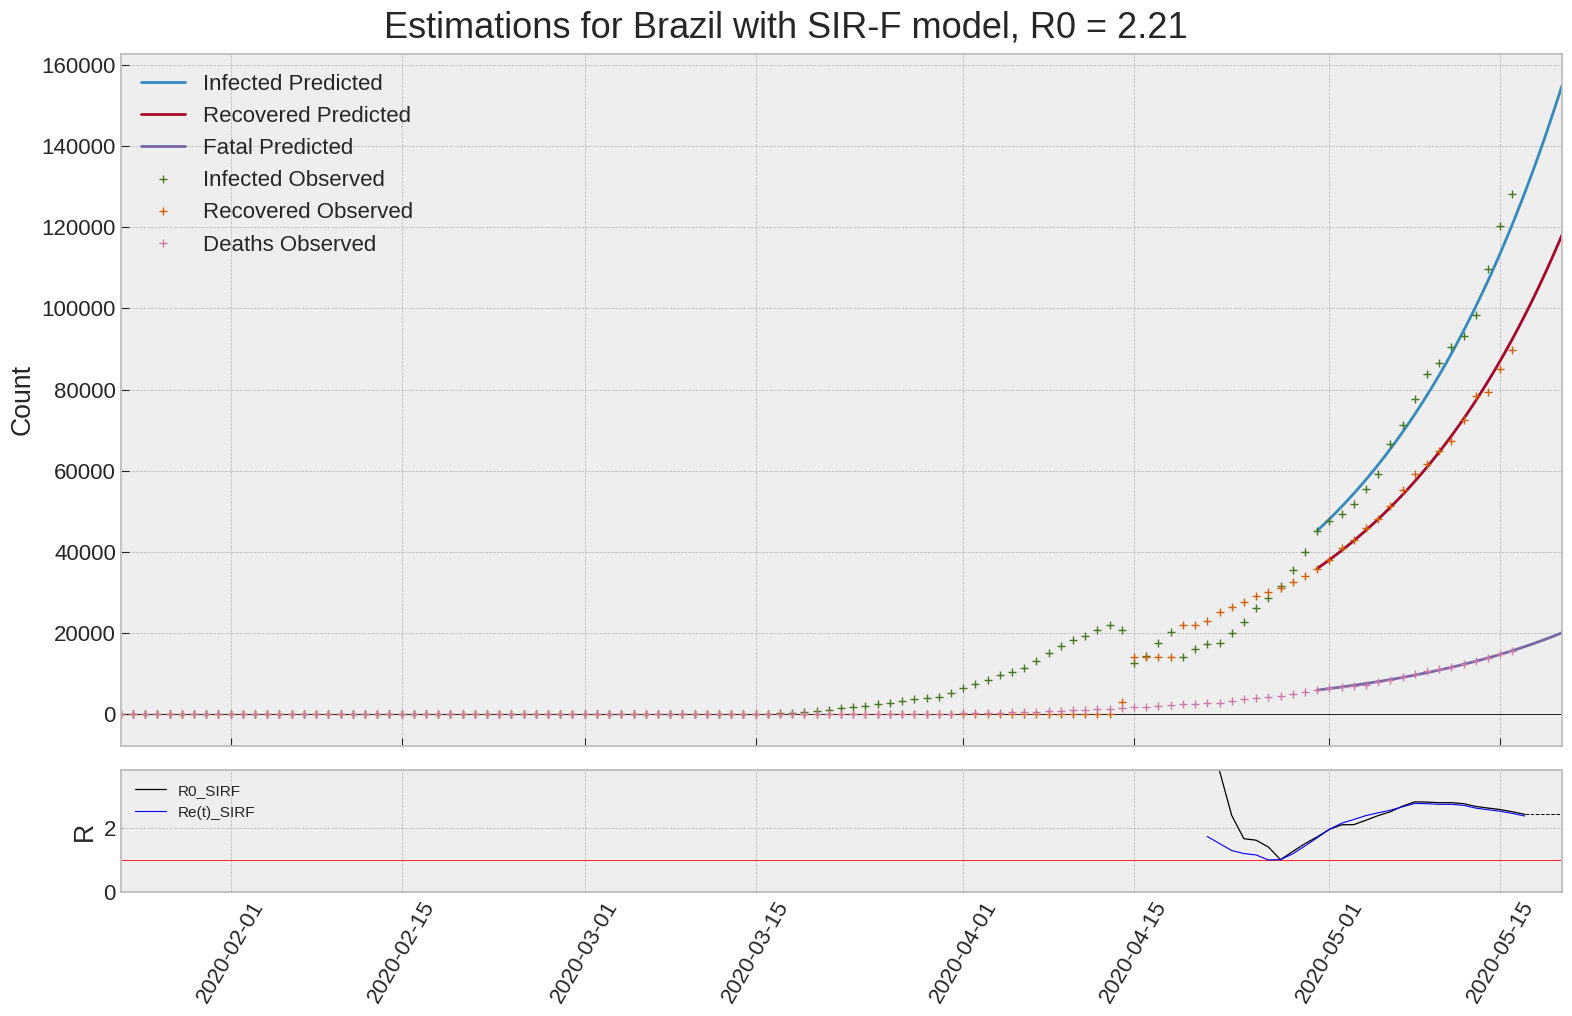 Estimations for Brazil with SIR-F model, R0 = 2.21
160000
140000
120000
100000
80000
60000
40000
20000
0
Count
Infected Predicted
Recovered Predicted
Fatal Predicted
Infected Observed
Recovered Observed
Deaths Observed
R0_SIRF
Re(t)_SIRF
2
0
R
2020-02-01
2020-02-15
2020-03-01
2020-03-15
2020-04-01
2020-04-15
2020-05-01
2020-05-15